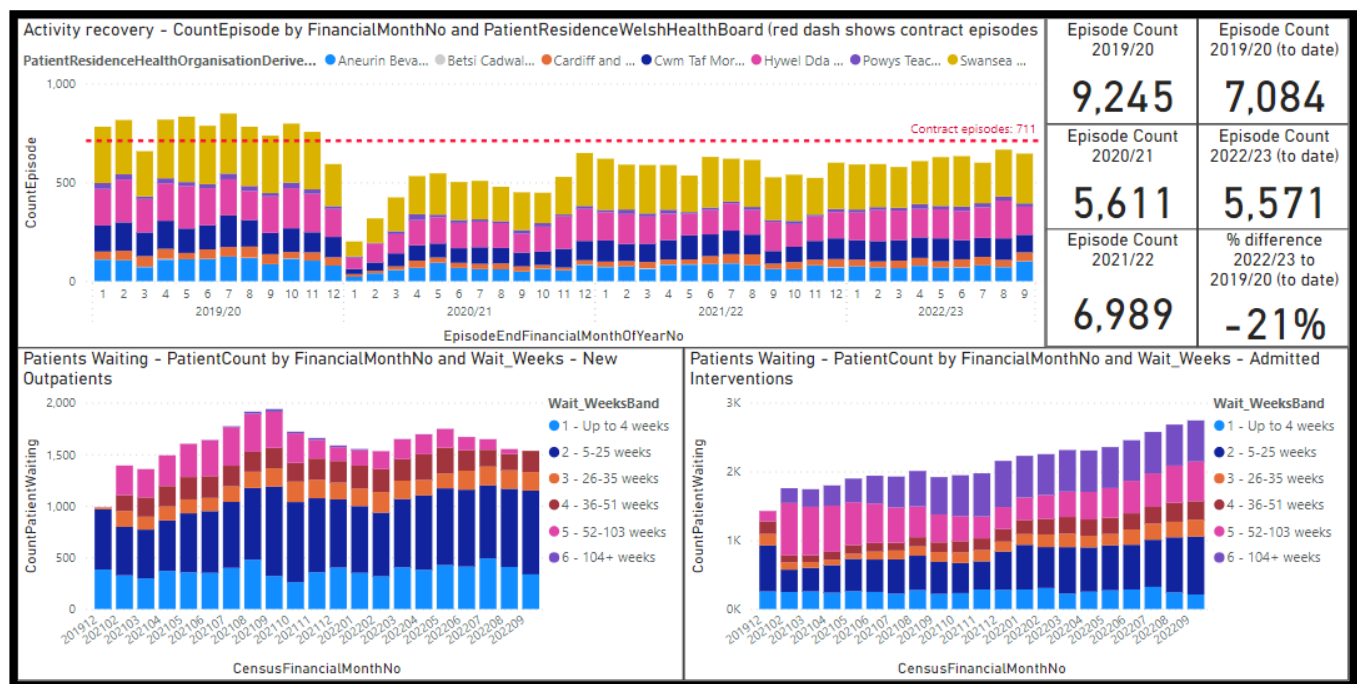 Activity recovery - CountEpisode by FinancialMonthNo and PatientResidenceWelshHealthBoard (red dash shows contract episodes
PatientResidenceHealthOrganisationDerive... Aneurin Beva... Betsi Cadwal... Cardiff and ... Cwm Taf Mor... Hywel Dda ... Powys Teac... Swansea ...
1,000
Contract episodes: 711
CountEpisode
500
0
1 2 3 4 5 6 7 8 9 10 11 12 1 2 3 4 5 6 7 8 9 10 11 12 1 2 3 4 5 6 7 8 9 10 11 12 1 2 3 4 5 6 7 8 9
2019/20 2020/21 2021/22 2022/23
EpisodeEndFinancialMonthOfYearNo
Episode Count
2019/20
9,245
Episode Count
2019/20 (to date)
7,084
Episode Count
2020/21
5,611
Episode Count
2022/23 (to date)
5,571
Episode Count
2021/22
6,989
% difference
2022/23 to
2019/20 (to date)
-21%
Patients Waiting - PatientCount by FinancialMonthNo and Wait_Weeks - New
Outpatients
2,000
1,500
1,000
500
0
CountPatientWaiting
201912 202102 202103 202104 202105 202106 202107 202108 202109 202110 202111 202112 202201 202202 202203 202204 202205 202206 202207 202208 202209
CensusFinancialMonthNo
Wait_WeeksBand
1 - Up to 4 weeks
2 - 5-25 weeks
3 - 26-35 weeks
4 - 36-51 weeks
5 - 52-103 weeks
6 - 104+ weeks
Patients Waiting - PatientCount by FinancialMonthNo and Wait_Weeks - Admitted
Interventions
3K
2K
1K
0K
CountPatientWaiting
201912 202102 202103 202104 202105 202106 202107 202108 202109 202110 202111 202112 202201 202202 202203 202204 202205 202206 202207 202208 202209
CensusFinancialMonthNo
Wait_WeeksBand
1 - Up to 4 weeks
2 - 5-25 weeks
3 - 26-35 weeks
4 - 36-51 weeks
5 - 52-103 weeks
6 - 104+ weeks